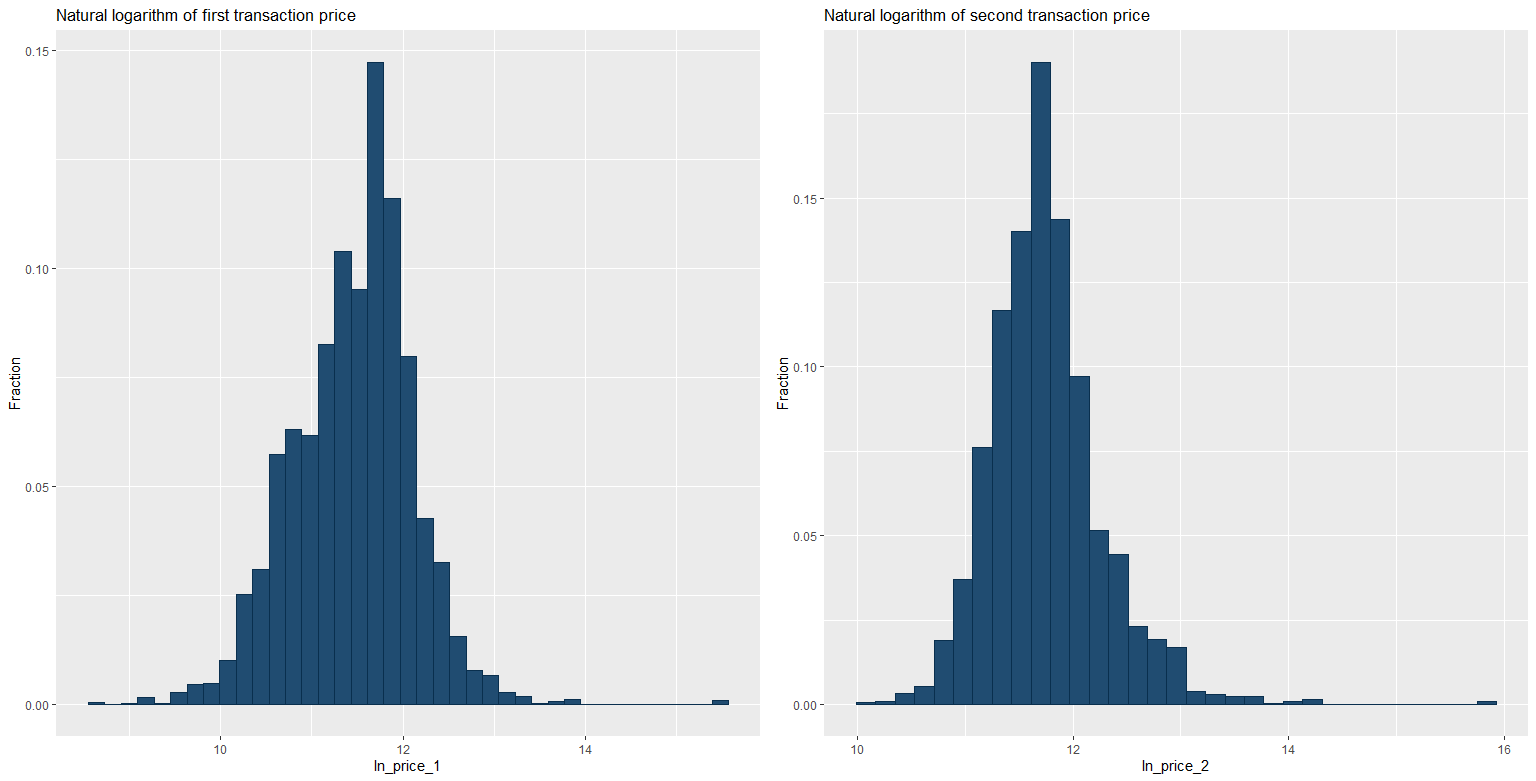 Natural logarithm of first transaction price
0.15
0.10
0.05
0.00
Fraction
10 12 14
ln_price_1
Natural logarithm of second transaction price
0.15
0.10
0.05
0.00
Fraction
10 12 14 16
ln_price_2